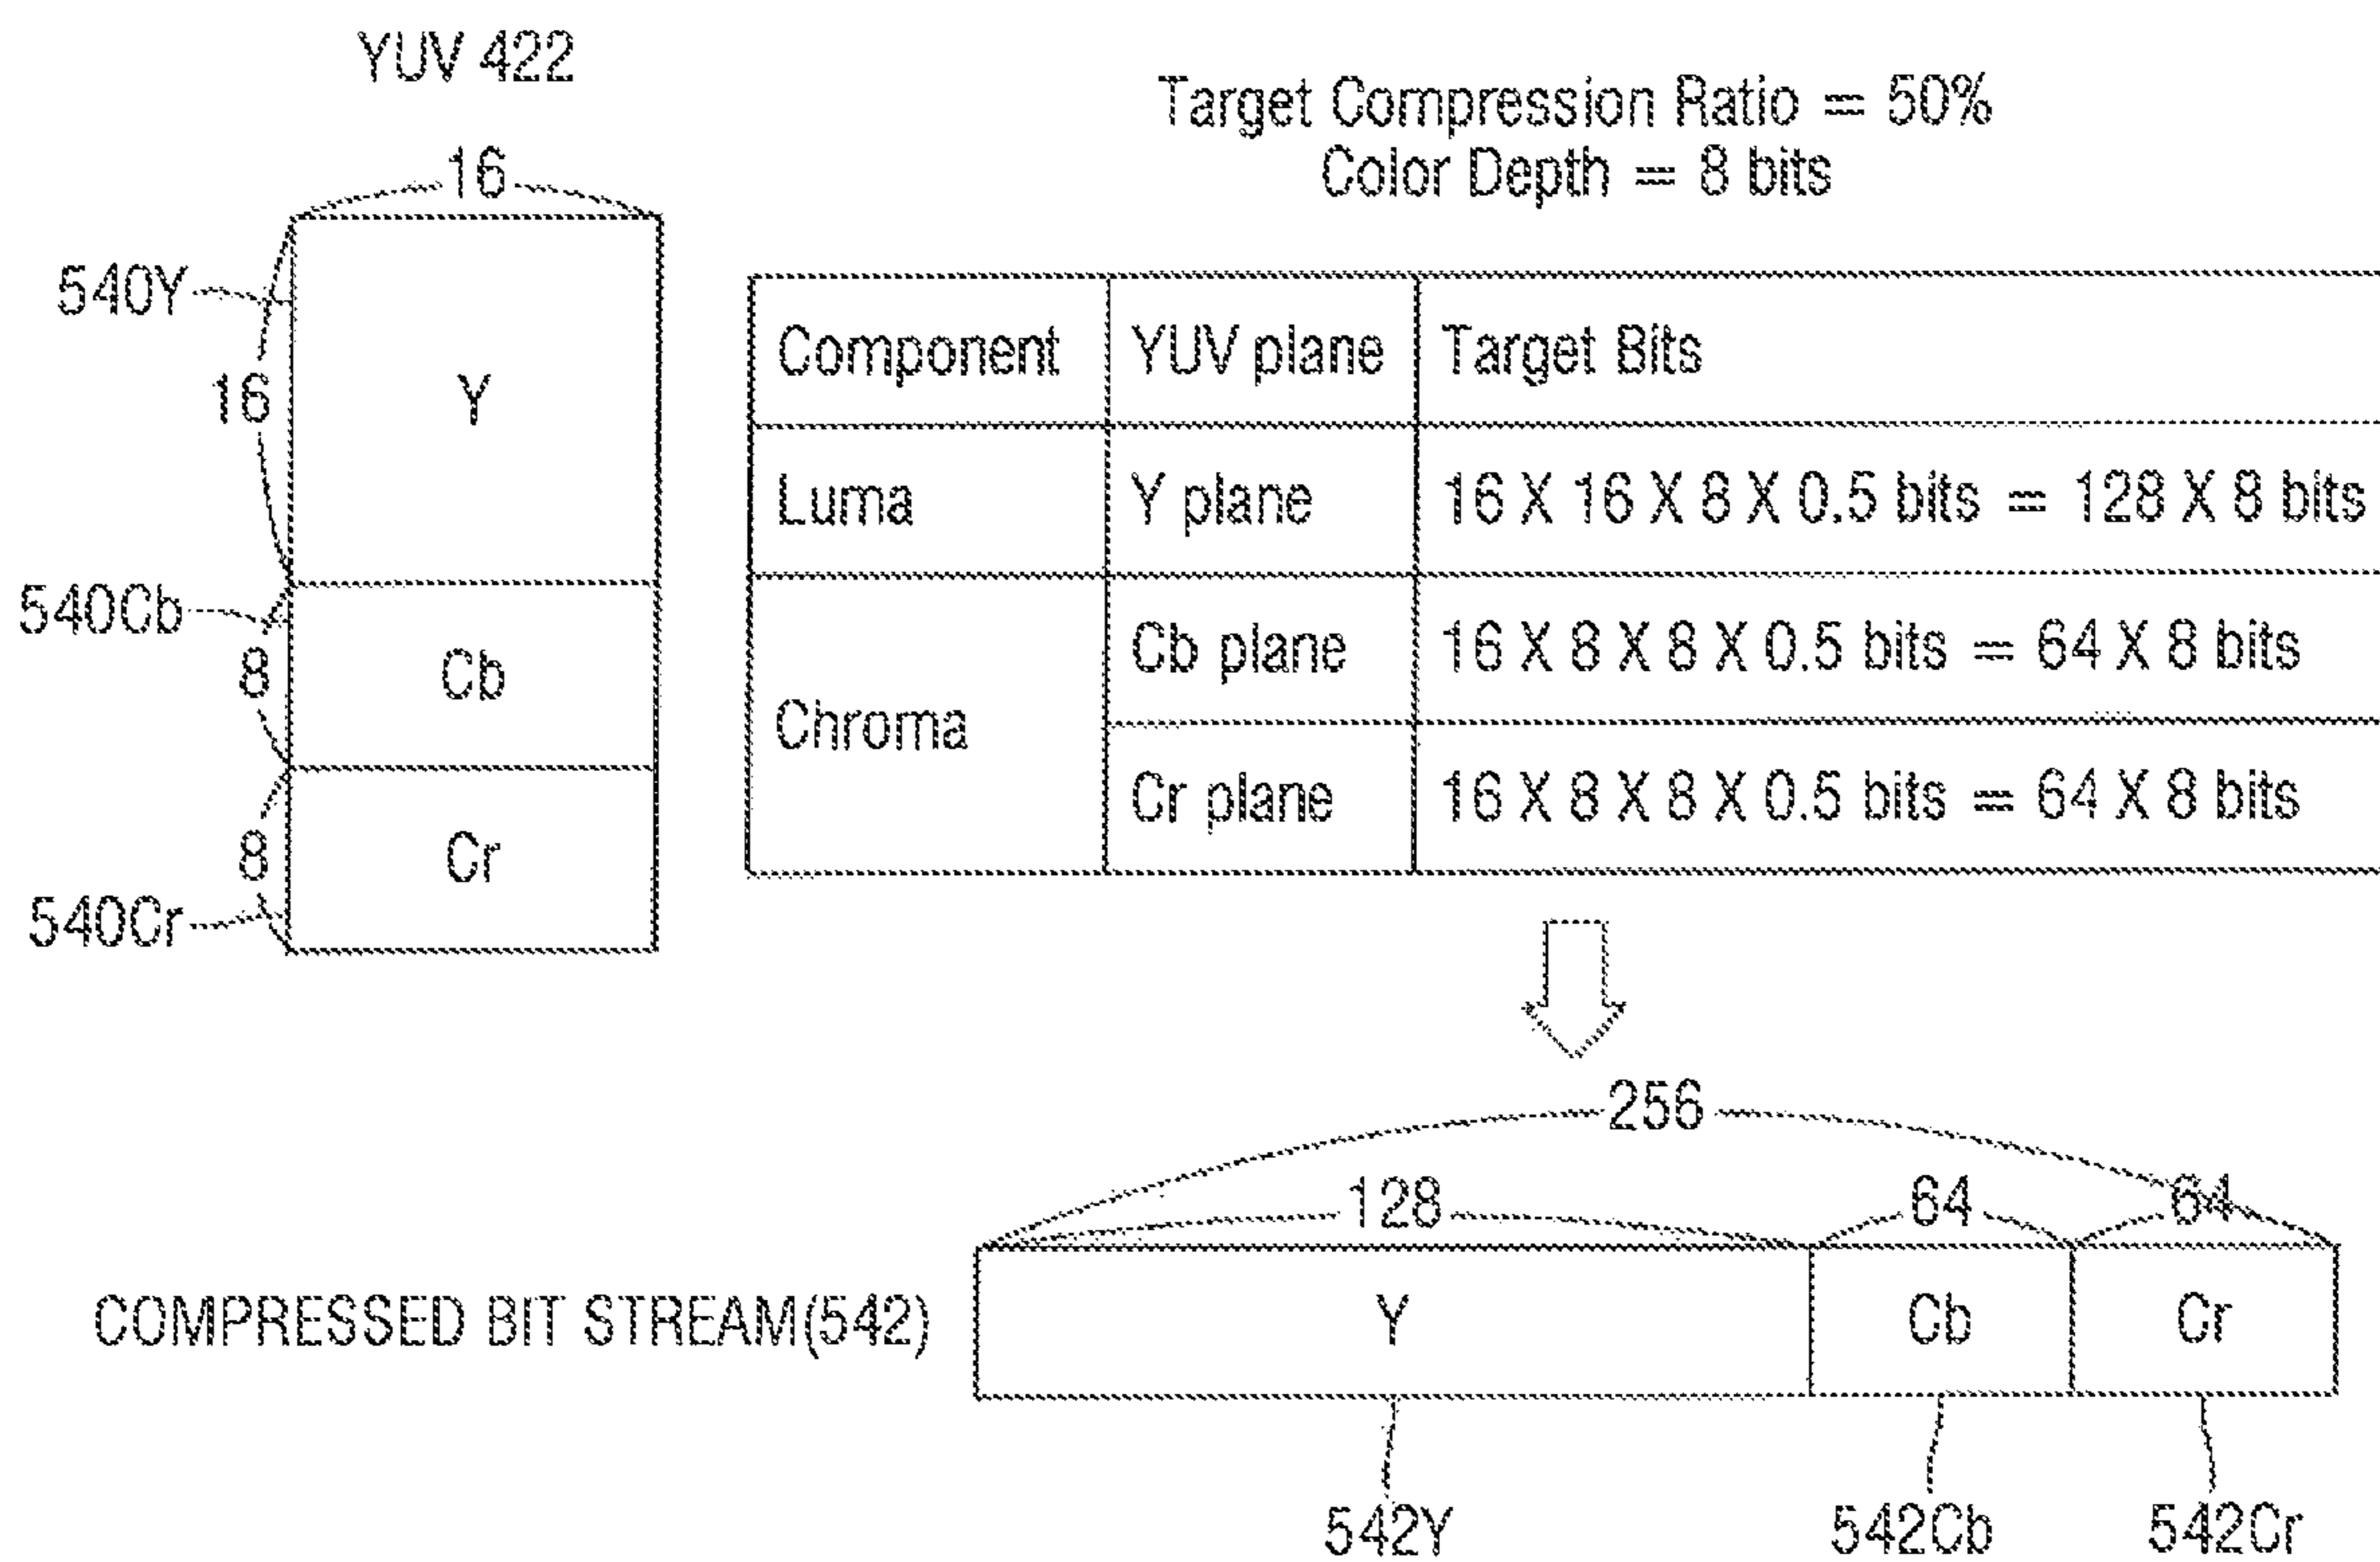 YUV 422
Target Compression Ratio = 50%
Color Depth = 8 bits
16
540Y
16
Y
540Cb
8
Cb
8
Cr
540Cr
Component YUV plane Target Bits
Luma Y plane 16 X 16 X 8 X 0.5 bits = 128 X 8 bits
Chroma
Cb plane 16 X 8 X 8 X 0.5 bits = 64 X 8 bits
Cr plane 16 X 8 X 8 X 0.5 bits = 64 X 8 bits
256
128 64 64
COMPRESSED BIT STREAM(542) Y Cb Cr
542Y 542Cb 542Cr